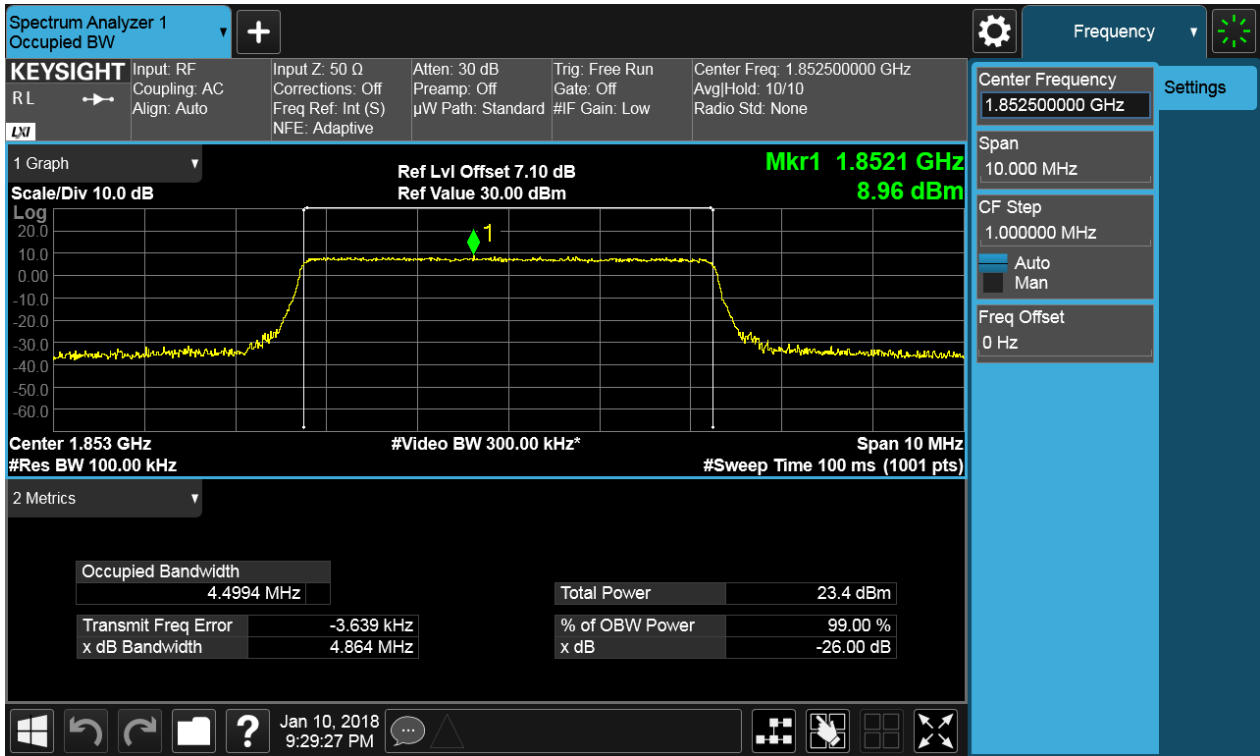 Spectrum Analyzer 1
Occupied BW
+
Frequency
KEYSIGHT
RL
LXI
Input: RF
Coupling: AC
Align: Auto
Input Z: 50 Ω
Corrections: Off
Freq Ref: Int (S)
NFE: Adaptive
Atten: 30 dB
Preamp: Off
µW Path: Standard
Trig: Free Run
Gate: Off
#IF Gain: Low
Center Freq: 1.852500000 GHz
Avg|Hold: 10/10
Radio Std: None
Center Frequency
1.852500000 GHz
Settings
Span
10.000 MHz
CF Step
1.000000 MHz
Auto
Man
Freq Offset
0 Hz
1 Graph
Scale/Div 10.0 dB
Ref Lvl Offset 7.10 dB
Ref Value 30.00 dBm
Mkr1 1.8521 GHz
8.96 dBm
Log
20.0
10.0
0.00
-10.0
-20.0
-30.0
-40.0
-50.0
-60.0
1
Center 1.853 GHz
#Res BW 100.00 kHz
#Video BW 300.00 kHz*
Span 10 MHz
#Sweep Time 100 ms (1001 pts)
2 Metrics
Occupied Bandwidth
4.4994 MHz
Transmit Freq Error -3.639 kHz
x dB Bandwidth 4.864 MHz
Total Power 23.4 dBm
% of OBW Power 99.00 %
x dB -26.00 dB
?
Jan 10, 2018
9:29:27 PM